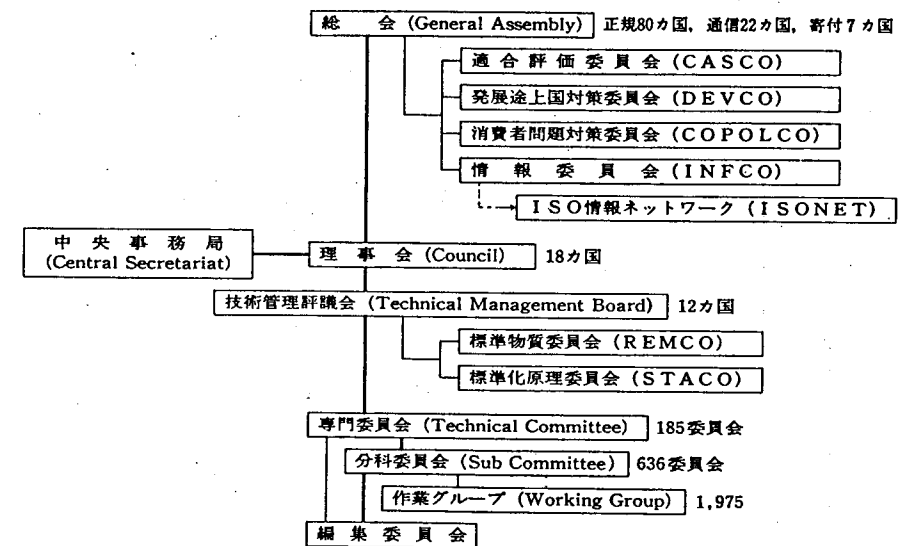 総会 (General Assembly) 正規80カ国，通信22カ国，寄付7カ国
適合評価委員会 (CASCO)
発展途上国対策委員会 (DEVCO)
消費者問題対策委員会 (COPOLCO)
情報委員会 (INFCO)
ISO情報ネットワーク (ISONET)
中央事務局
(Central Secretariat)
理事会 (Council) 18カ国
技術管理評議会 (Technical Management Board) 12カ国
標準物質委員会 (REMCO)
標準化原理委員会 (STACO)
専門委員会 (Technical Committee) 185委員会
分科委員会 (Sub Committee) 636委員会
作業グループ (Working Group) 1,975
編集委員会